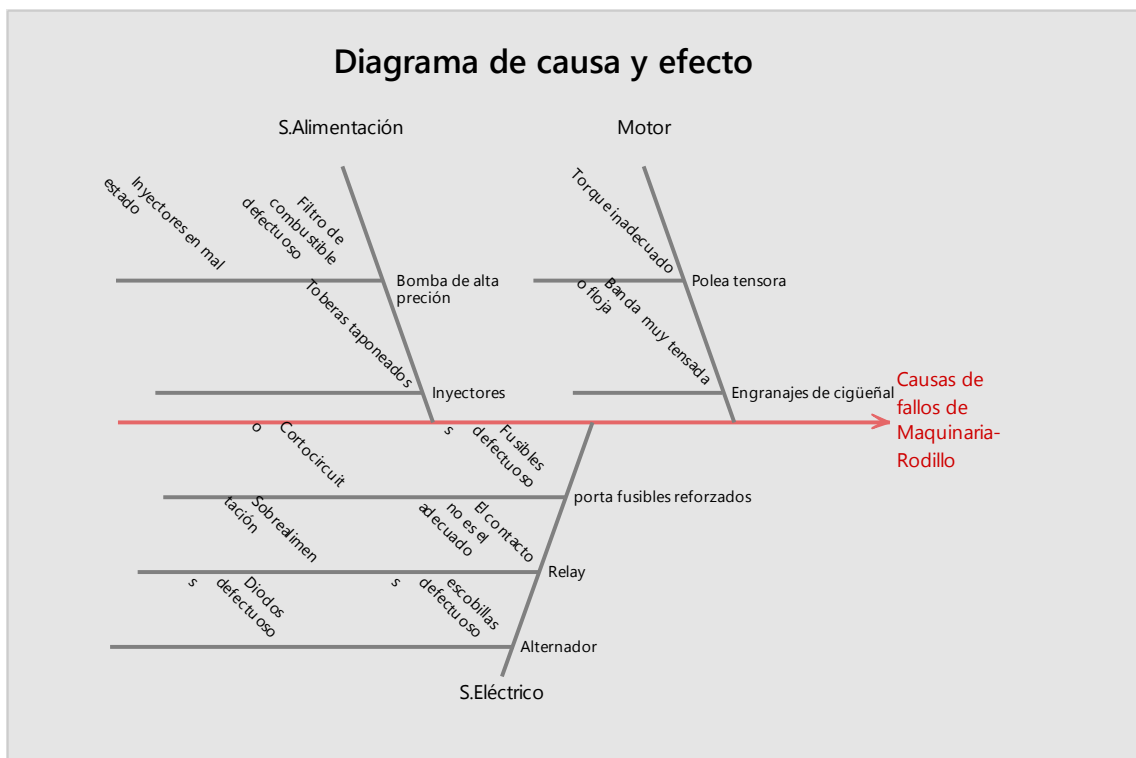 Diagrama de causa y efecto
S.Alimentación
Motor
Inyectores en mal
estado
Filtro de
combustible
defectuoso
Torque inadecuado
Bomba de alta
preción
Polea tensora
Toberas taponeados
Banda muy tensada
o floja
Inyectores
Engranajes de cigüeñal
Causas de
fallos de
Maquinaria-
Rodillo
Cortocircuit
o
Fusibles
defectuoso
s
porta fusibles reforzados
Sobrealimen
tación
El contacto
no es el
adecuado
Relay
Diodos
defectuoso
s
escobillas
defectuoso
s
Alternador
S.Eléctrico